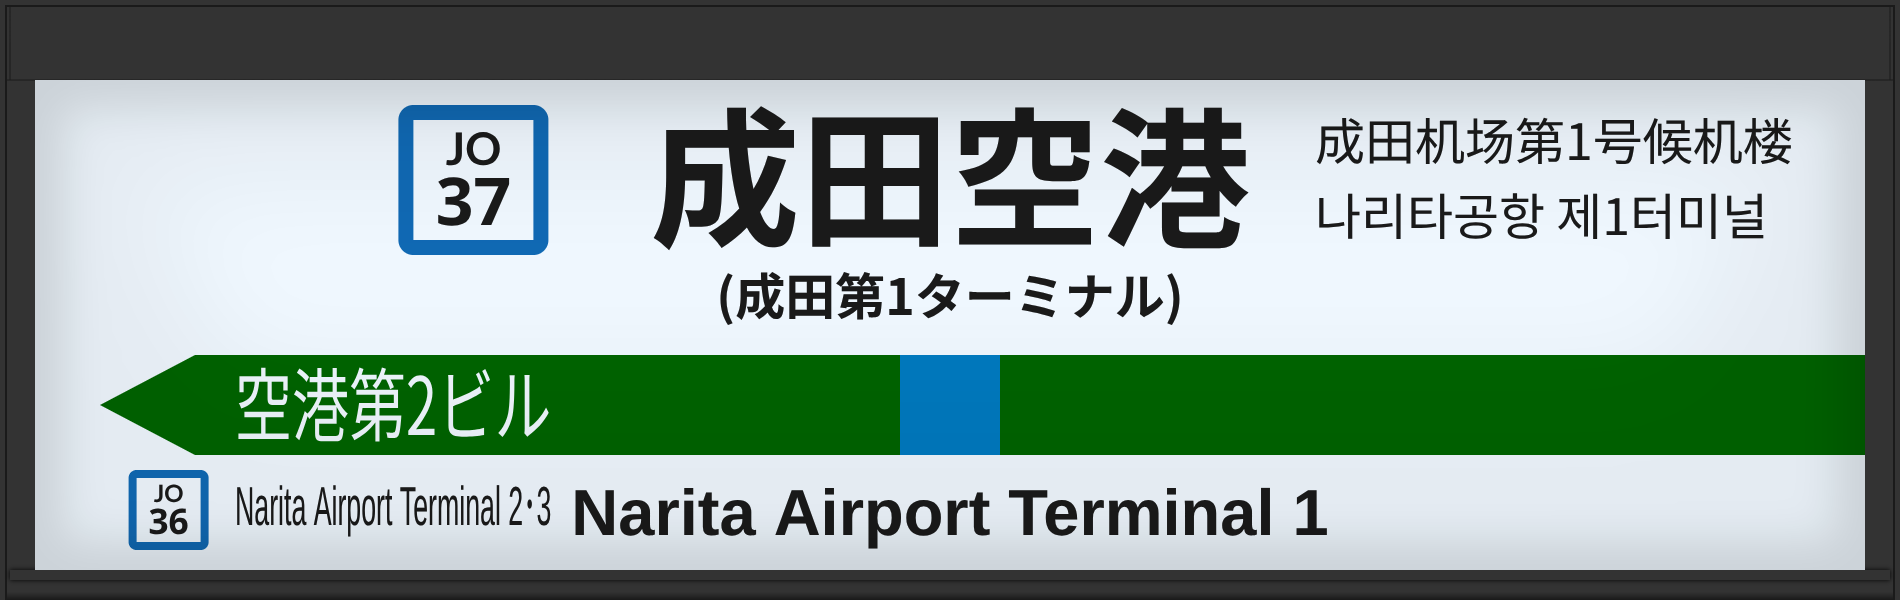 JO
37
成田空港
(成田第1ターミナル)
成田机场第1号候机楼
나리타공항 제1터미널
空港第2ビル
JO
36
Narita Airport Terminal 2・3
Narita Airport Terminal 1